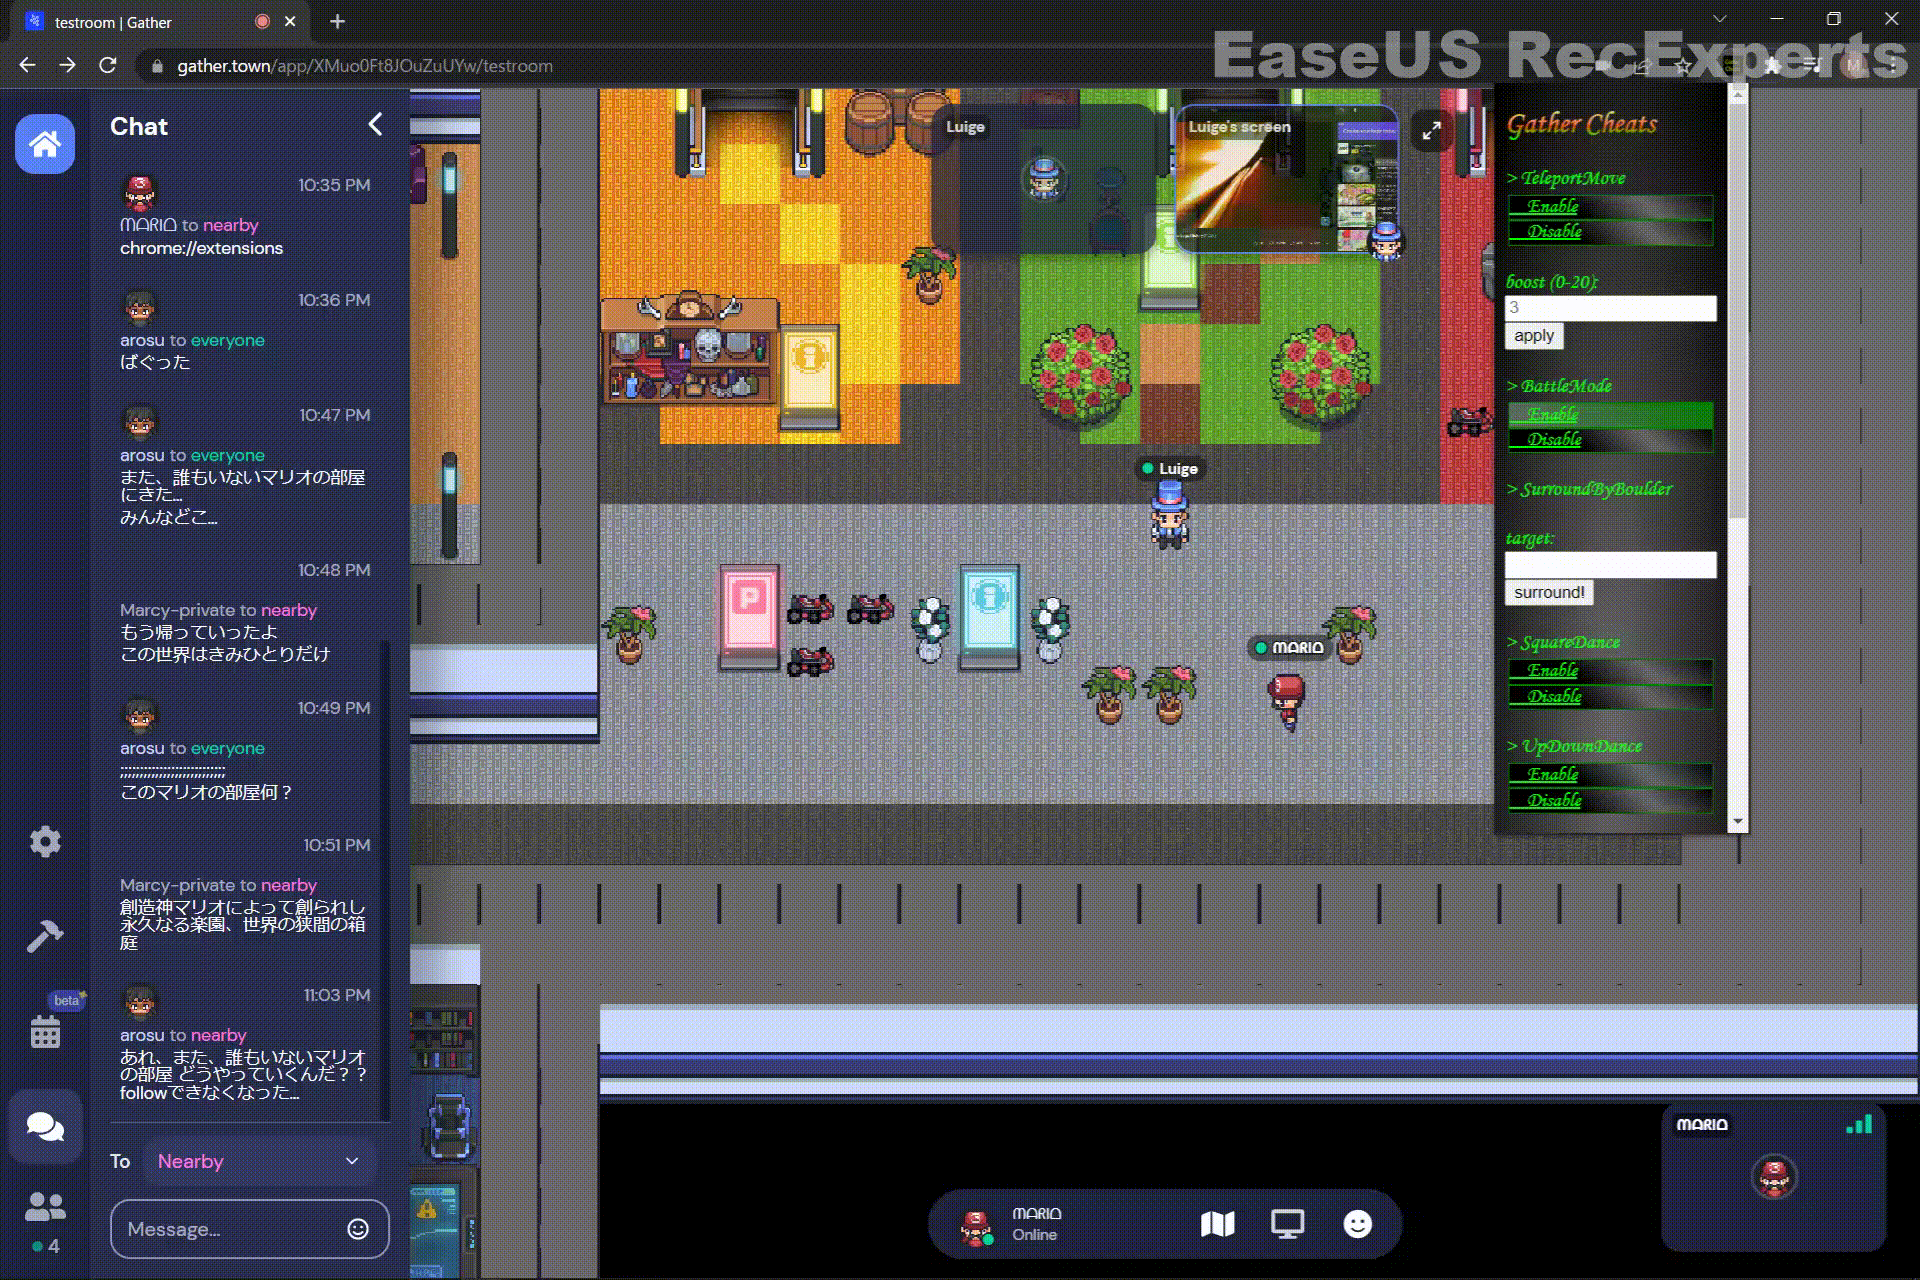 testroom | Gather
EaseUS RecExperts
gather.town/app/XMuo0Ft8JOuZuUYw/testroom
Chat
10:35 PM
MARIO to nearby
chrome://extensions
10:36 PM
arosu to everyone
ばぐった
10:47 PM
arosu to everyone
また、誰もいないマリオの部屋
にきた...
みんなどこ...
10:48 PM
Marcy-private to nearby
もう帰っていったよ
この世界はきみひとりだけ
10:49 PM
arosu to everyone
;;;;;;;;;;;;;;;;;;;;;;;;;;;
このマリオの部屋何？
10:51 PM
Marcy-private to nearby
創造神マリオによって創られし
永久なる楽園、世界の狭間の箱
庭
11:03 PM
arosu to nearby
あれ、また、誰もいないマリオ
の部屋 どうやっていくんだ？？
followできなくなった...
To Nearby
Message...
beta
4
Luige
Luige's screen
Luige
P
MARIO
Gather Cheats
> TeleportMove
Enable
Disable
boost (0-20):
3
apply
> BattleMode
Enable
Disable
> SurroundByBoulder
target:
surround!
> SquareDance
Enable
Disable
> UpDownDance
Enable
Disable
MARIO
Online
MARIO